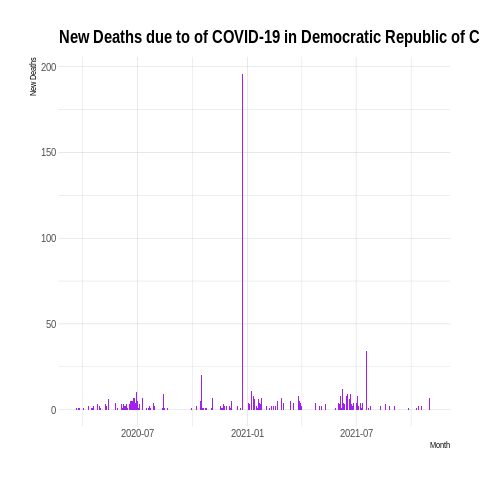 New Deaths due to of COVID-19 in Democratic Republic of C
New Deaths
200
150
100
50
0
2020-07 2021-01 2021-07
Month